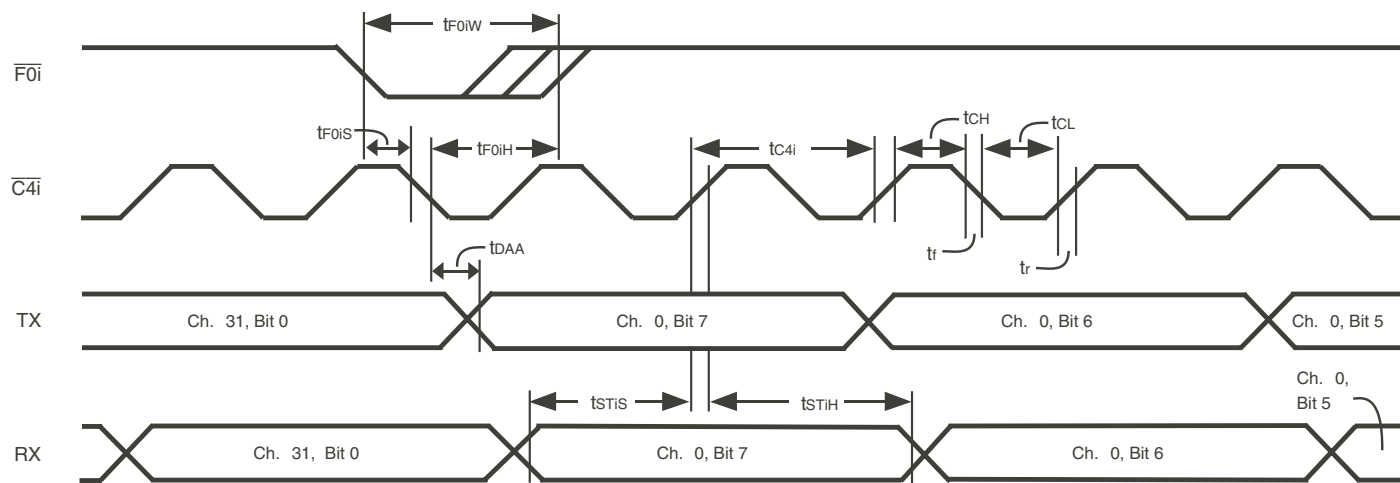 tF0iW
F0i
tF0iS
tF0iH
tC4i
tCH
tCL
C4i
tDAA
tf
tr
TX
Ch. 31, Bit 0
Ch. 0, Bit 7
Ch. 0, Bit 6
Ch. 0, Bit 5
tSTiS
tSTiH
Ch. 0,
Bit 5
RX
Ch. 31, Bit 0
Ch. 0, Bit 7
Ch. 0, Bit 6